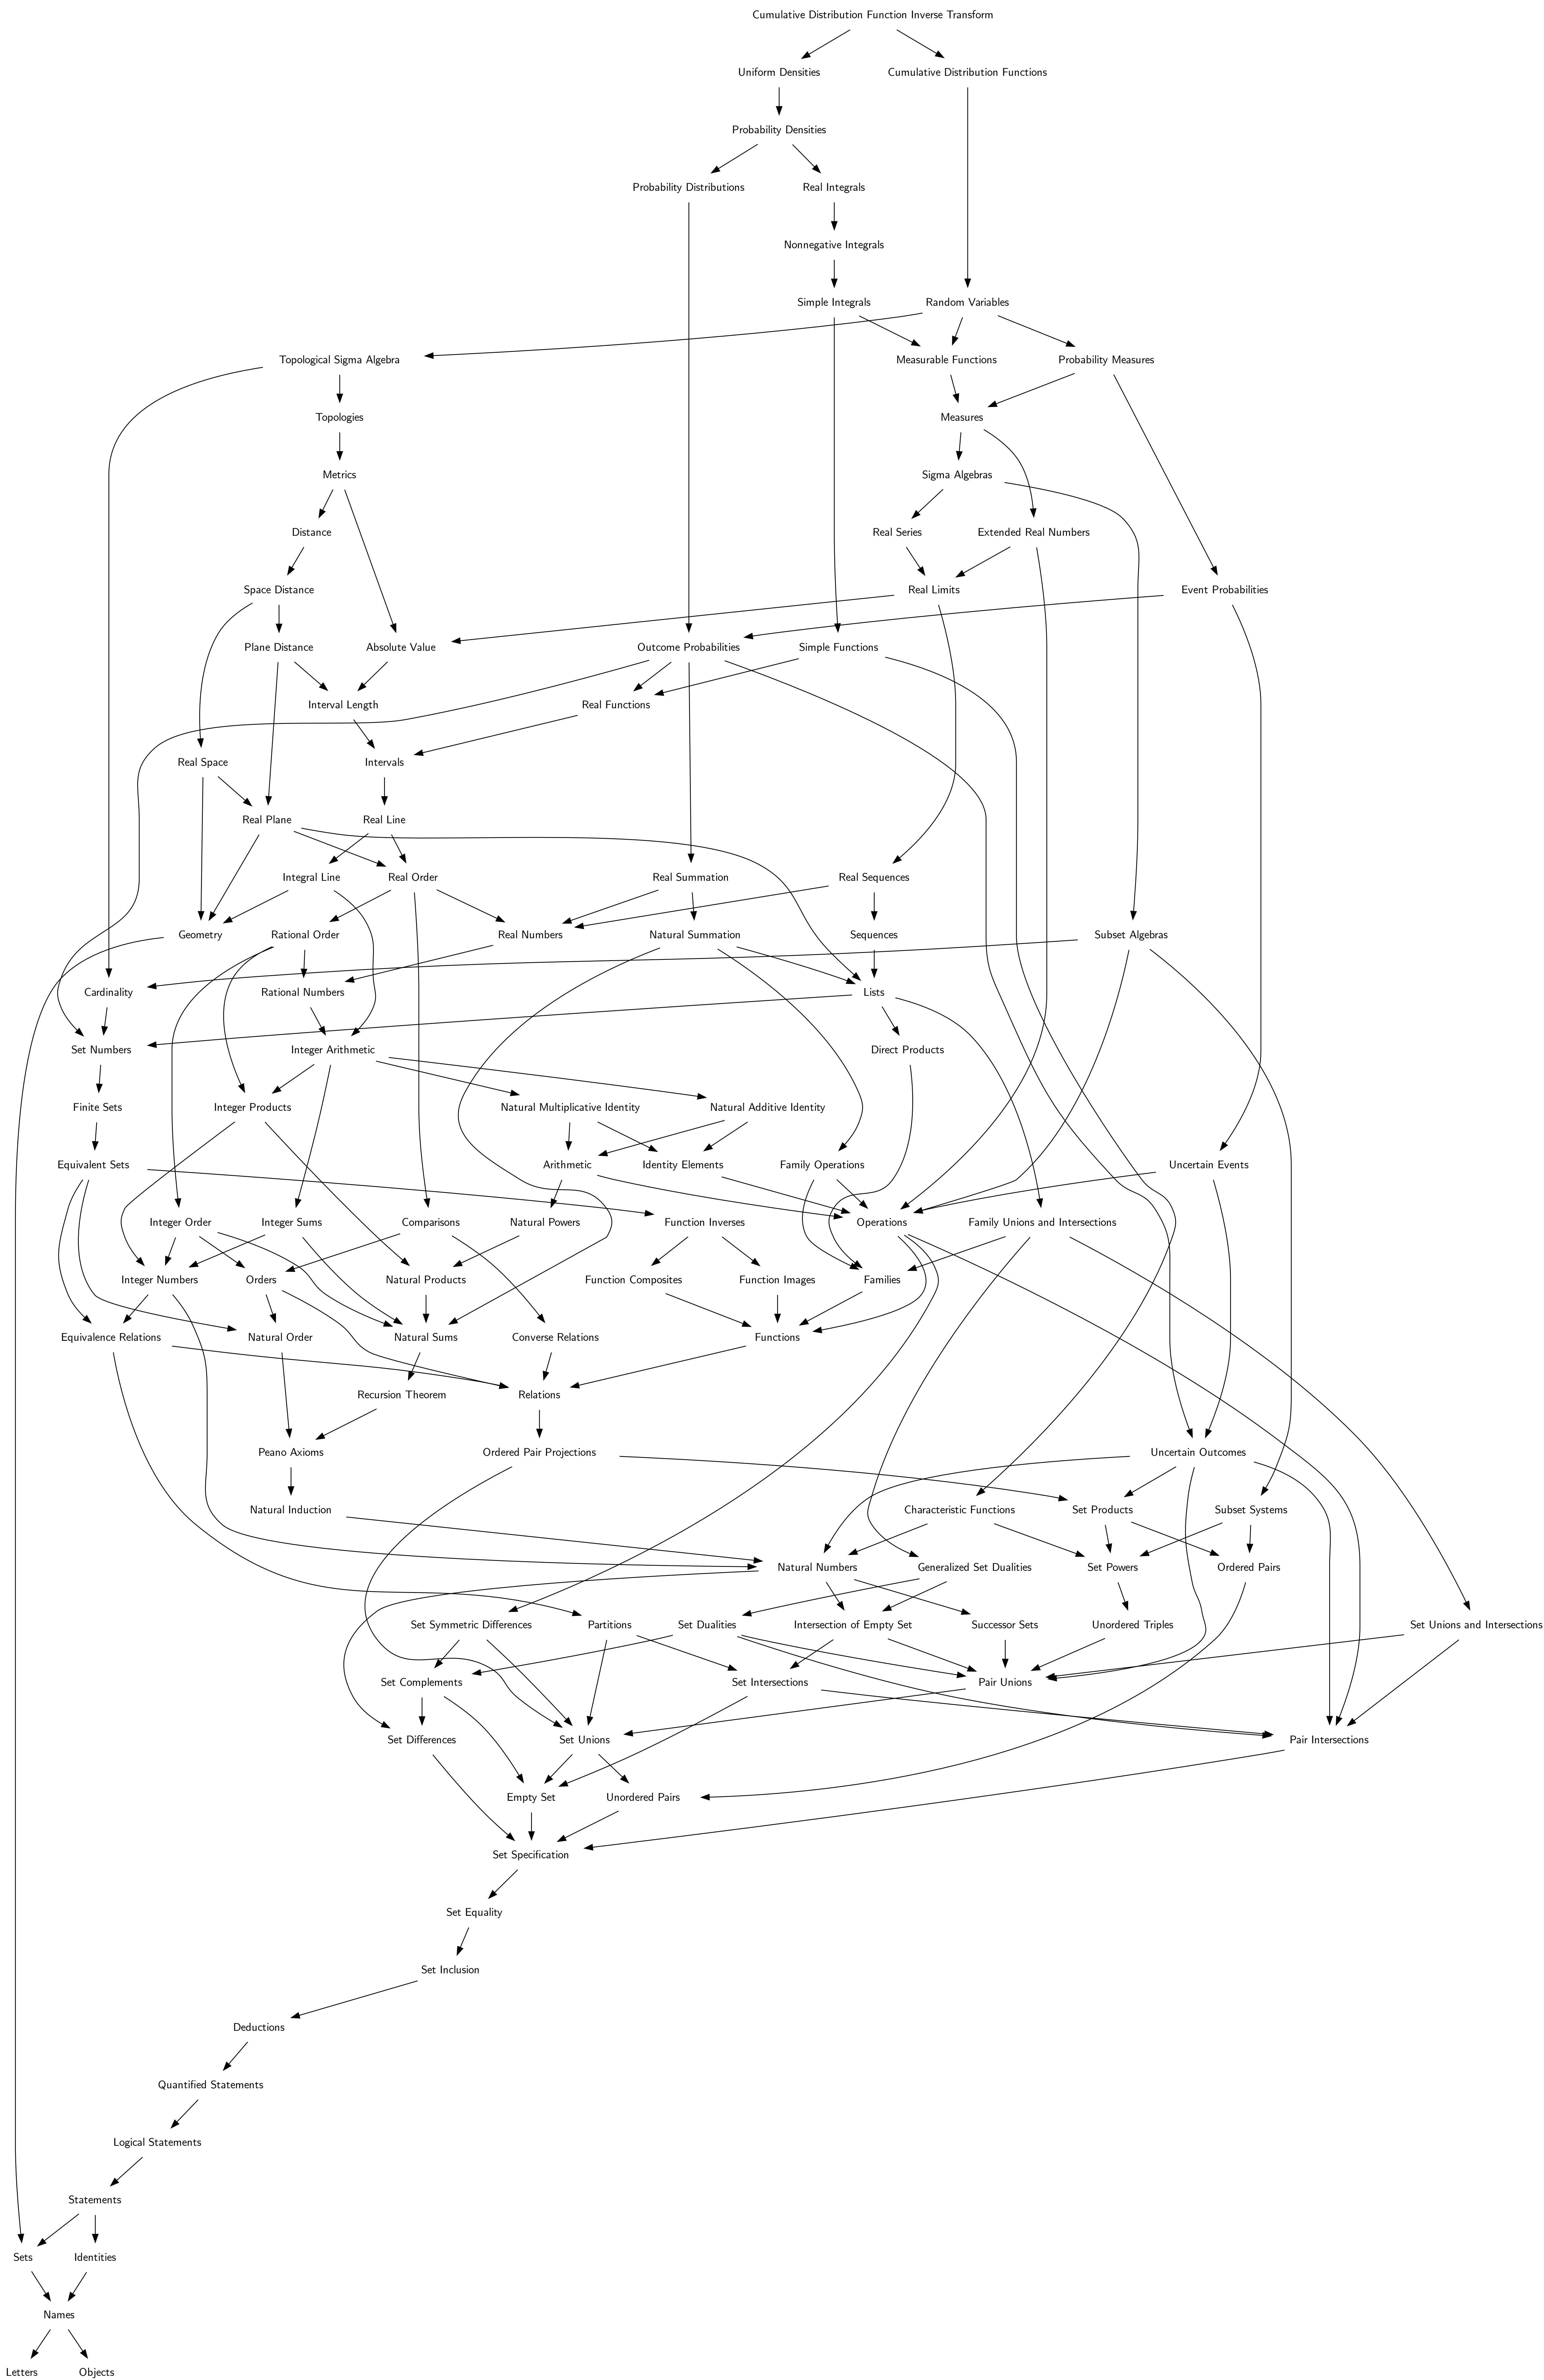 Cumulative Distribution Function Inverse Transform
Uniform Densities
Cumulative Distribution Functions
Probability Densities
Probability Distributions
Real Integrals
Nonnegative Integrals
Simple Integrals
Random Variables
Topological Sigma Algebra
Measurable Functions
Probability Measures
Topologies
Measures
Metrics
Sigma Algebras
Distance
Real Series
Extended Real Numbers
Space Distance
Real Limits
Event Probabilities
Plane Distance
Absolute Value
Outcome Probabilities
Simple Functions
Interval Length
Real Functions
Real Space
Intervals
Real Plane
Real Line
Integral Line
Real Order
Real Summation
Real Sequences
Geometry
Rational Order
Real Numbers
Natural Summation
Sequences
Subset Algebras
Cardinality
Rational Numbers
Lists
Set Numbers
Integer Arithmetic
Direct Products
Finite Sets
Integer Products
Natural Multiplicative Identity
Natural Additive Identity
Equivalent Sets
Arithmetic
Identity Elements
Family Operations
Uncertain Events
Integer Order
Integer Sums
Comparisons
Natural Powers
Function Inverses
Operations
Family Unions and Intersections
Integer Numbers
Orders
Natural Products
Function Composites
Function Images
Families
Equivalence Relations
Natural Order
Natural Sums
Converse Relations
Functions
Recursion Theorem
Relations
Peano Axioms
Ordered Pair Projections
Uncertain Outcomes
Natural Induction
Characteristic Functions
Set Products
Subset Systems
Natural Numbers
Generalized Set Dualities
Set Powers
Ordered Pairs
Set Symmetric Differences
Partitions
Set Dualities
Intersection of Empty Set
Successor Sets
Unordered Triples
Set Unions and Intersections
Set Complements
Set Intersections
Pair Unions
Set Differences
Set Unions
Pair Intersections
Empty Set
Unordered Pairs
Set Specification
Set Equality
Set Inclusion
Deductions
Quantified Statements
Logical Statements
Statements
Sets
Identities
Names
Letters
Objects